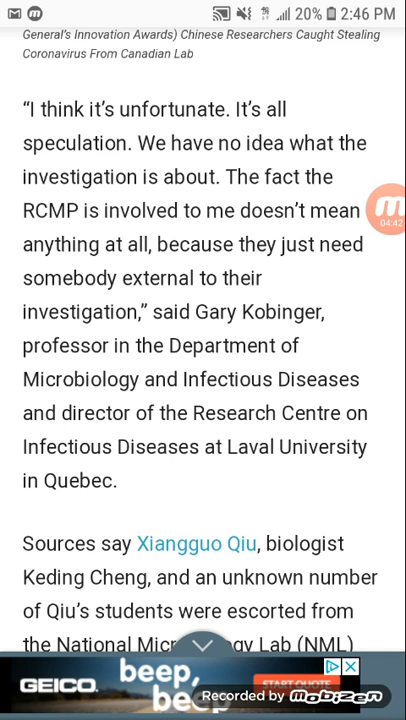 20% 2:46 PM
General's Innovation Awards) Chinese Researchers Caught Stealing
Coronavirus From Canadian Lab
“I think it’s unfortunate. It’s all
speculation. We have no idea what the
investigation is about. The fact the
RCMP is involved to me doesn’t mean
anything at all, because they just need
somebody external to their
investigation,” said Gary Kobinger,
professor in the Department of
Microbiology and Infectious Diseases
and director of the Research Centre on
Infectious Diseases at Laval University
in Quebec.
04:42
Sources say Xiangguo Qiu, biologist
Keding Cheng, and an unknown number
of Qiu’s students were escorted from
the National Lab (NML)
GEICO. beep,
beep START QUOTE
Recorded by mobizen